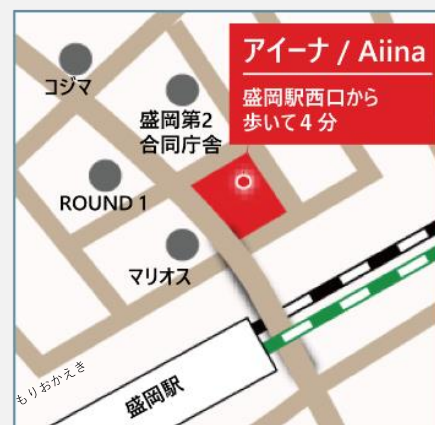 アイーナ / Aiina
盛岡駅西口から
歩いて4分
コジマ
盛岡第2
合同庁舎
ROUND 1
マリオス
もりおかえき
盛岡駅